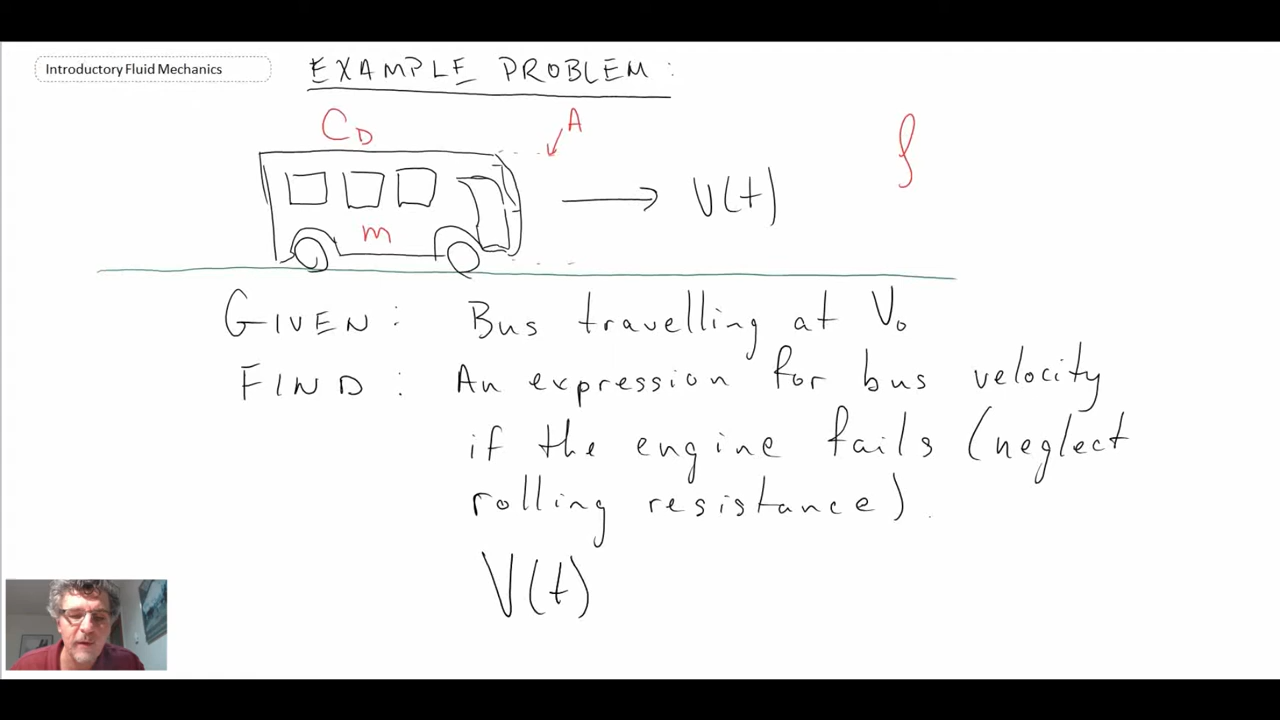 Introductory Fluid Mechanics
EXAMPLE PROBLEM :
C_D
A
ρ
V(t)
m
GIVEN : Bus travelling at V₀
FIND : An expression for bus velocity
if the engine fails (neglect
rolling resistance).
V(t)